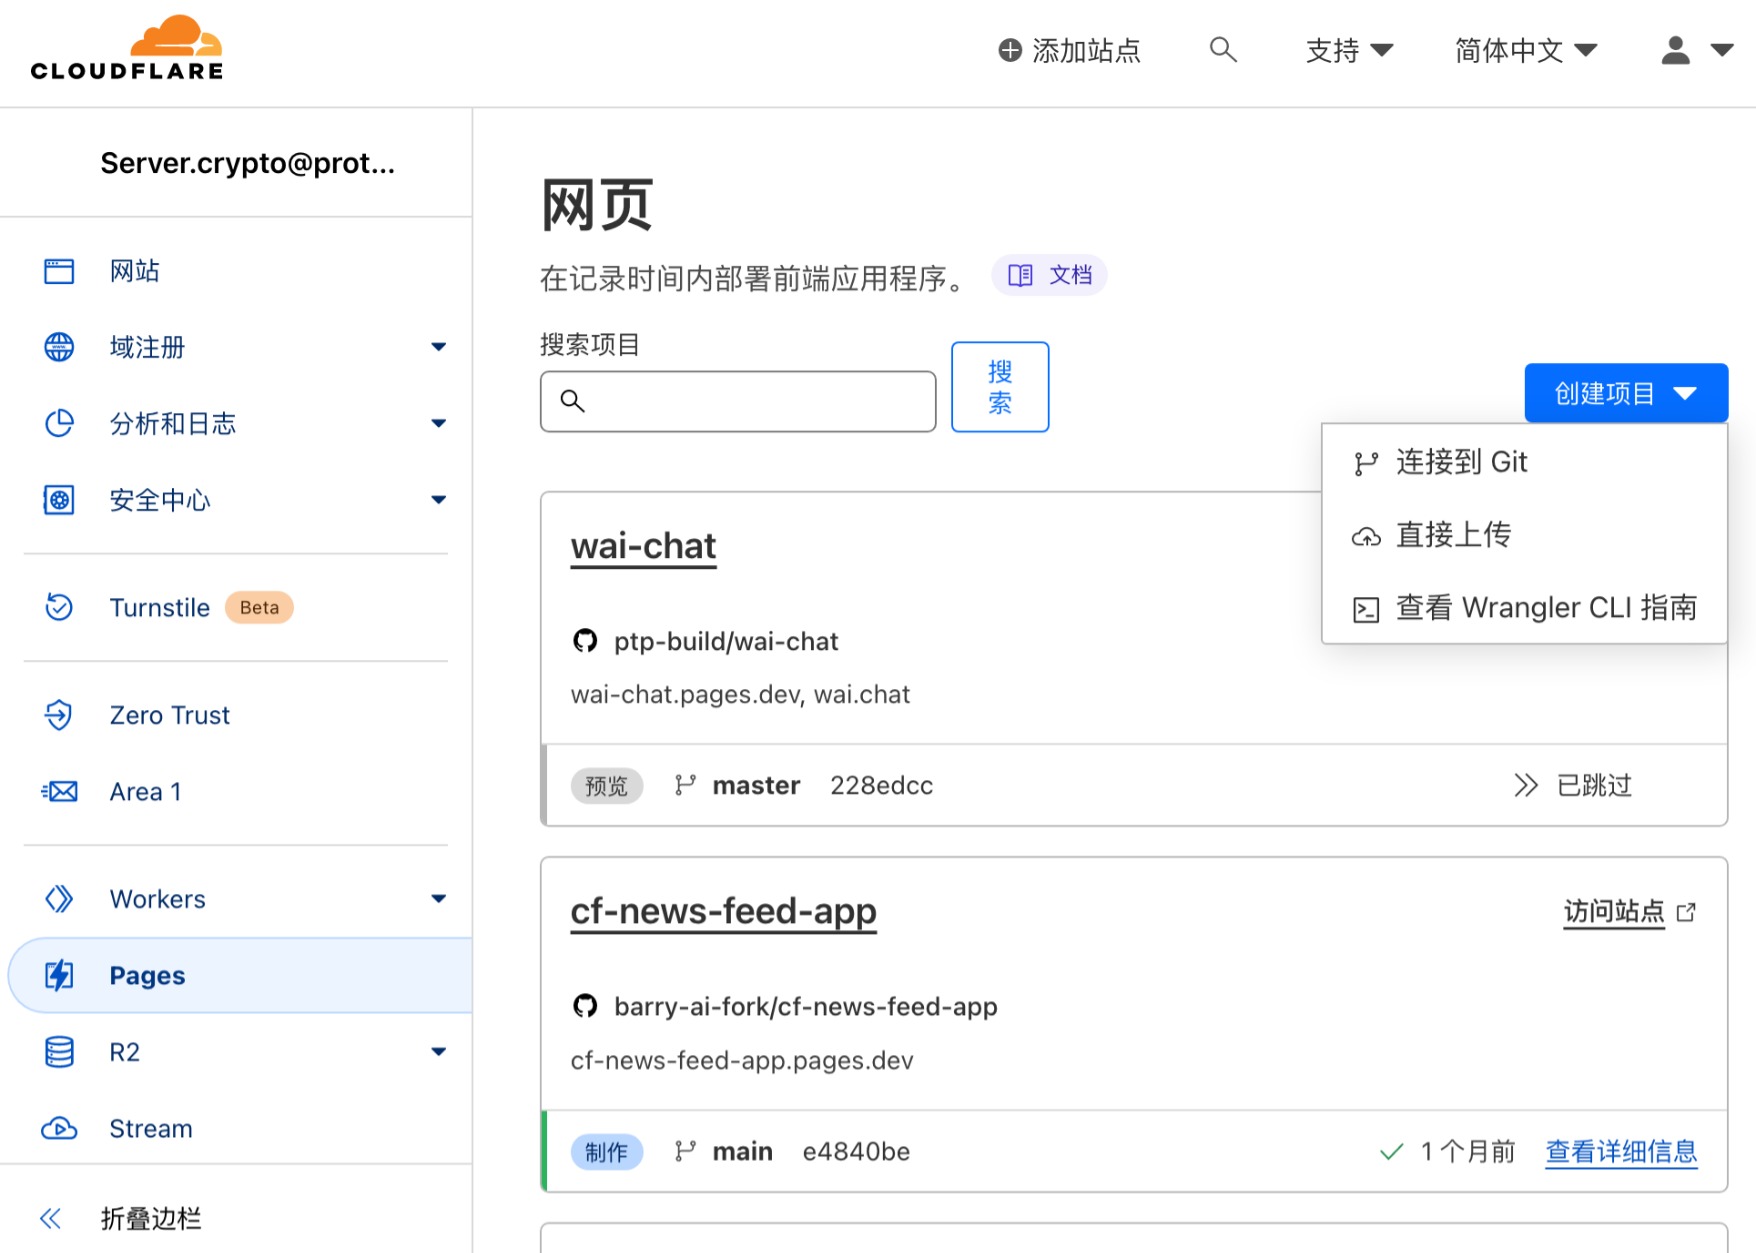 CLOUDFLARE
添加站点
支持
简体中文
Server.crypto@prot...
网站
域注册
分析和日志
安全中心
Turnstile Beta
Zero Trust
Area 1
Workers
Pages
R2
Stream
折叠边栏
网页
在记录时间内部署前端应用程序。 文档
搜索项目
搜
索
创建项目
连接到 Git
直接上传
查看 Wrangler CLI 指南
wai-chat
ptp-build/wai-chat
wai-chat.pages.dev, wai.chat
预览 master 228edcc 已跳过
cf-news-feed-app 访问站点
barry-ai-fork/cf-news-feed-app
cf-news-feed-app.pages.dev
制作 main e4840be 1 个月前 查看详细信息